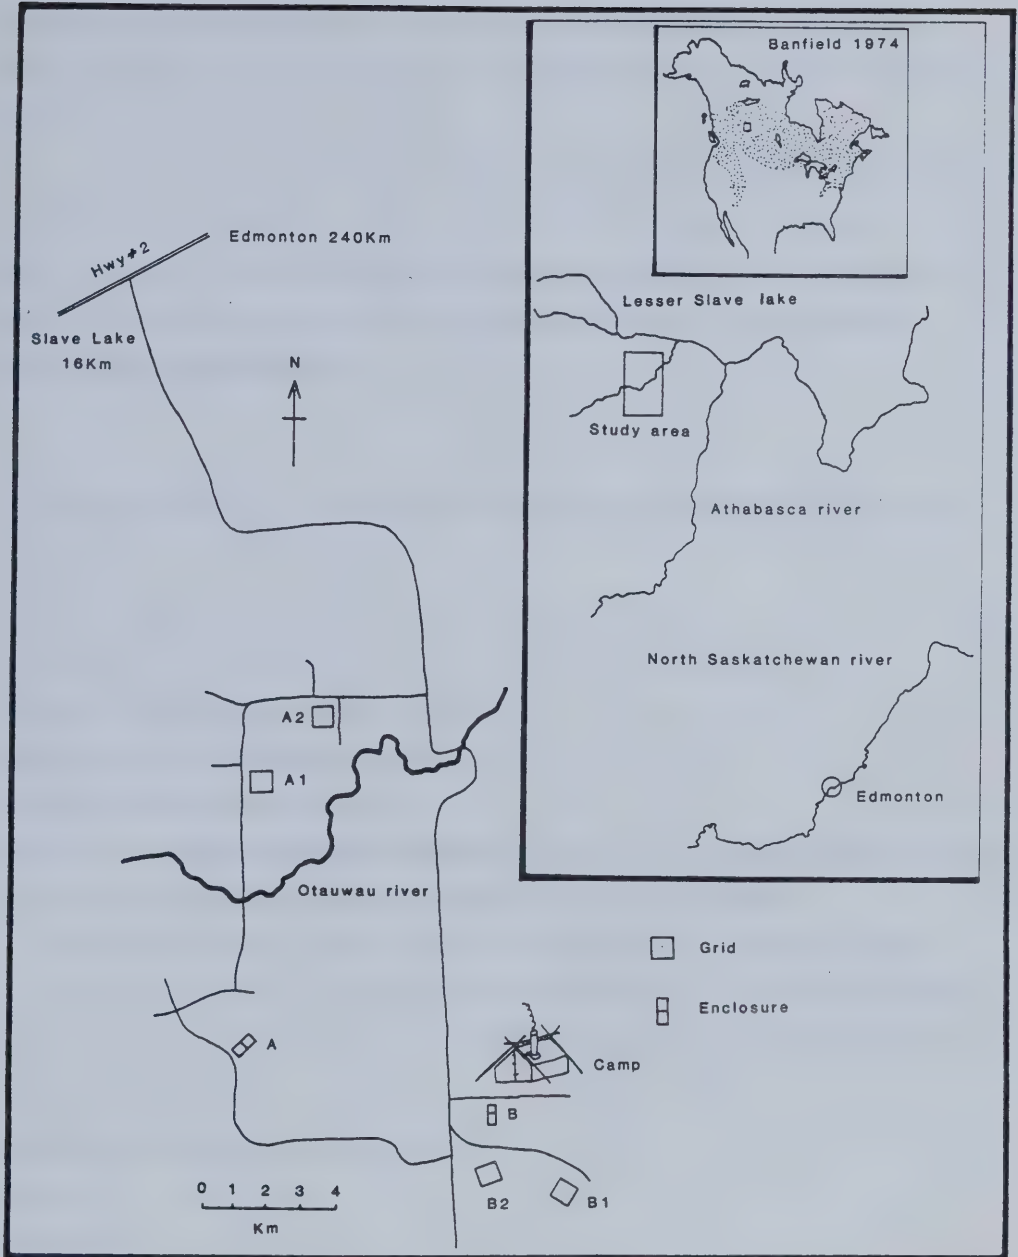 Banfield 1974
Hwy#2
Edmonton 240Km
Slave Lake
16Km
N
Lesser Slave lake
Study area
Athabasca river
North Saskatchewan river
Edmonton
A2
A1
Otauwau river
Grid
Enclosure
A
Camp
B
B2
B1
0 1 2 3 4
Km